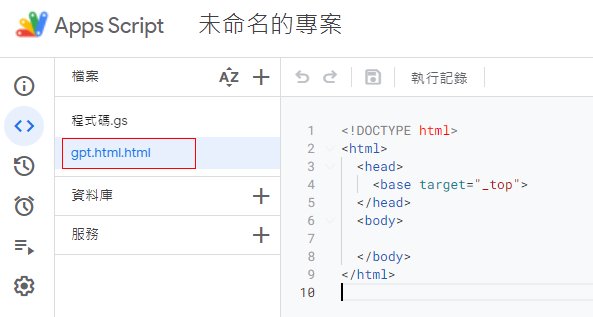 Apps Script 未命名的專案
檔案 AZ
執行記錄
程式碼.gs
gpt.html.html
資料庫
服務
1 <!DOCTYPE html>
2 <html>
3 <head>
4 <base target="_top">
5 </head>
6 <body>
7
8 </body>
9 </html>
10